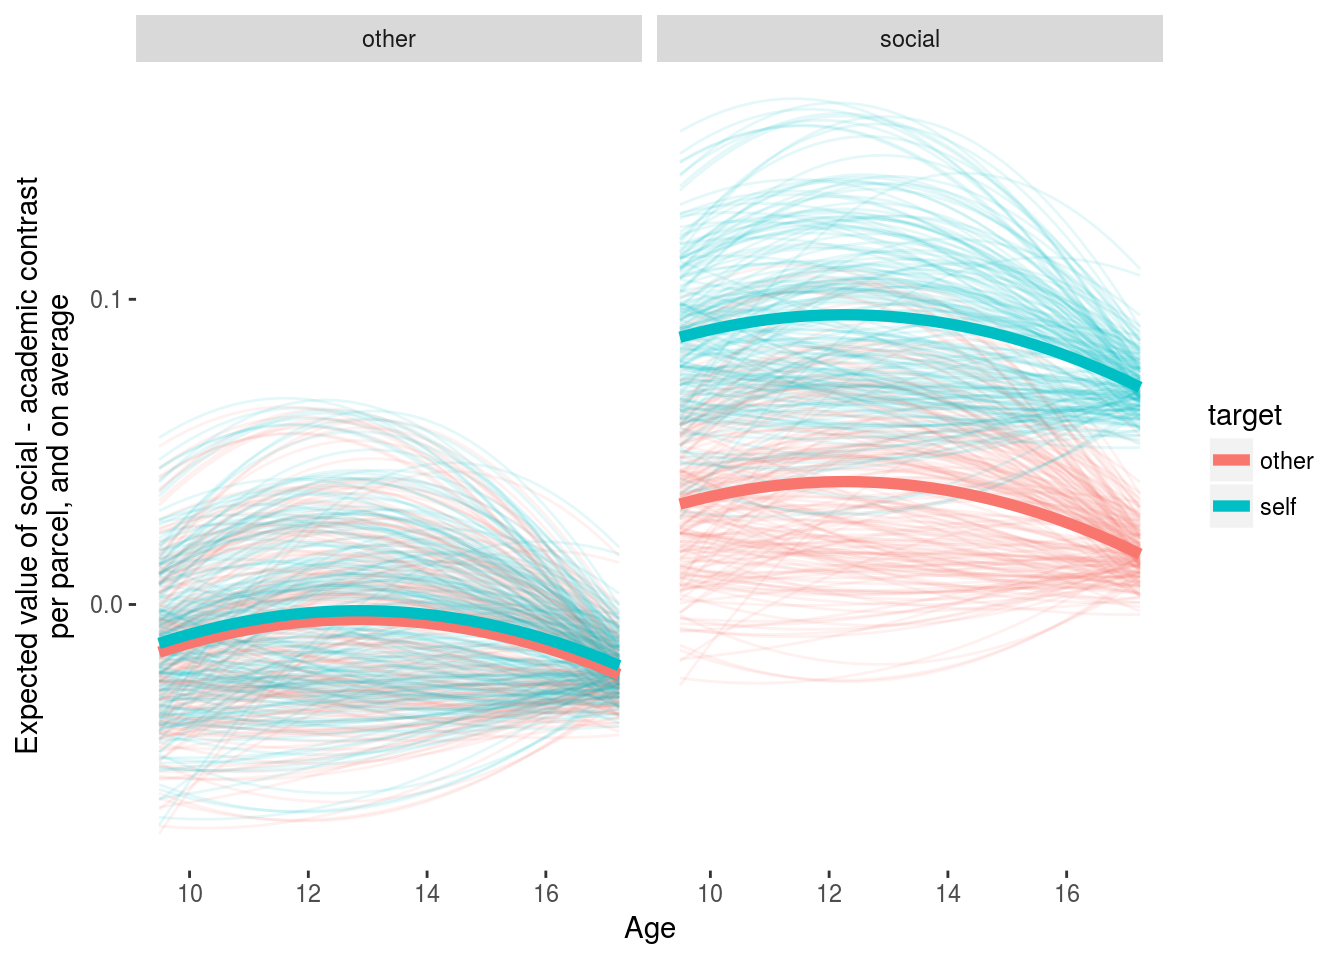 other
social
Expected value of social - academic contrast
per parcel, and on average
0.1
0.0
10 12 14 16
10 12 14 16
Age
target
other
self